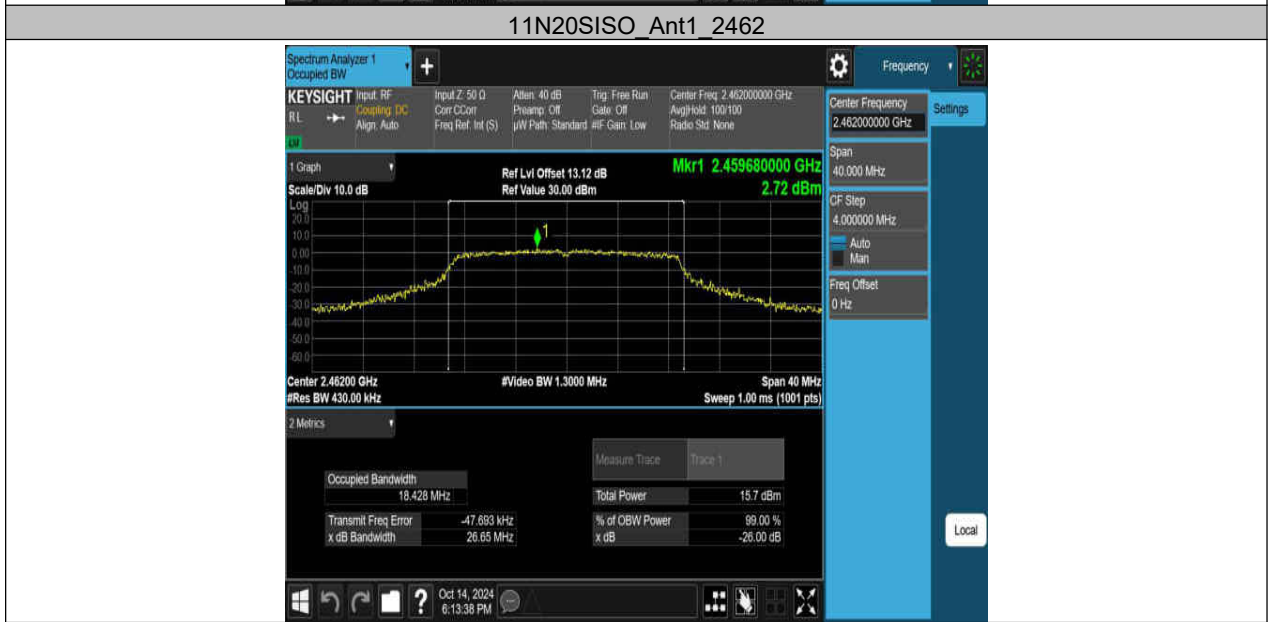 11N20SISO_Ant1_2462
Spectrum Analyzer 1
Occupied BW
+
Frequency
KEYSIGHT
RL
Input: RF
Coupling: DC
Align: Auto
Input Z: 50 Ω
Corr CCorr
Freq Ref: Int (S)
Atten: 40 dB
Preamp: Off
µW Path: Standard
Trig: Free Run
Gate: Off
#IF Gain: Low
Center Freq: 2.462000000 GHz
Avg|Hold: 100/100
Radio Std: None
Center Frequency
2.462000000 GHz
Settings
Span
40.000 MHz
CF Step
4.000000 MHz
Auto
Man
Freq Offset
0 Hz
1 Graph
Scale/Div 10.0 dB
Ref Lvl Offset 13.12 dB
Ref Value 30.00 dBm
Mkr1 2.459680000 GHz
2.72 dBm
Log
20.0
10.0
0.00
-10.0
-20.0
-30.0
-40.0
-50.0
-60.0
1
Center 2.46200 GHz
#Res BW 430.00 kHz
#Video BW 1.3000 MHz
Span 40 MHz
Sweep 1.00 ms (1001 pts)
2 Metrics
Measure Trace
Trace 1
Occupied Bandwidth
18.428 MHz
Total Power
15.7 dBm
Transmit Freq Error
-47.693 kHz
% of OBW Power
99.00 %
x dB Bandwidth
26.65 MHz
x dB
-26.00 dB
Local
?
Oct 14, 2024
6:13:38 PM